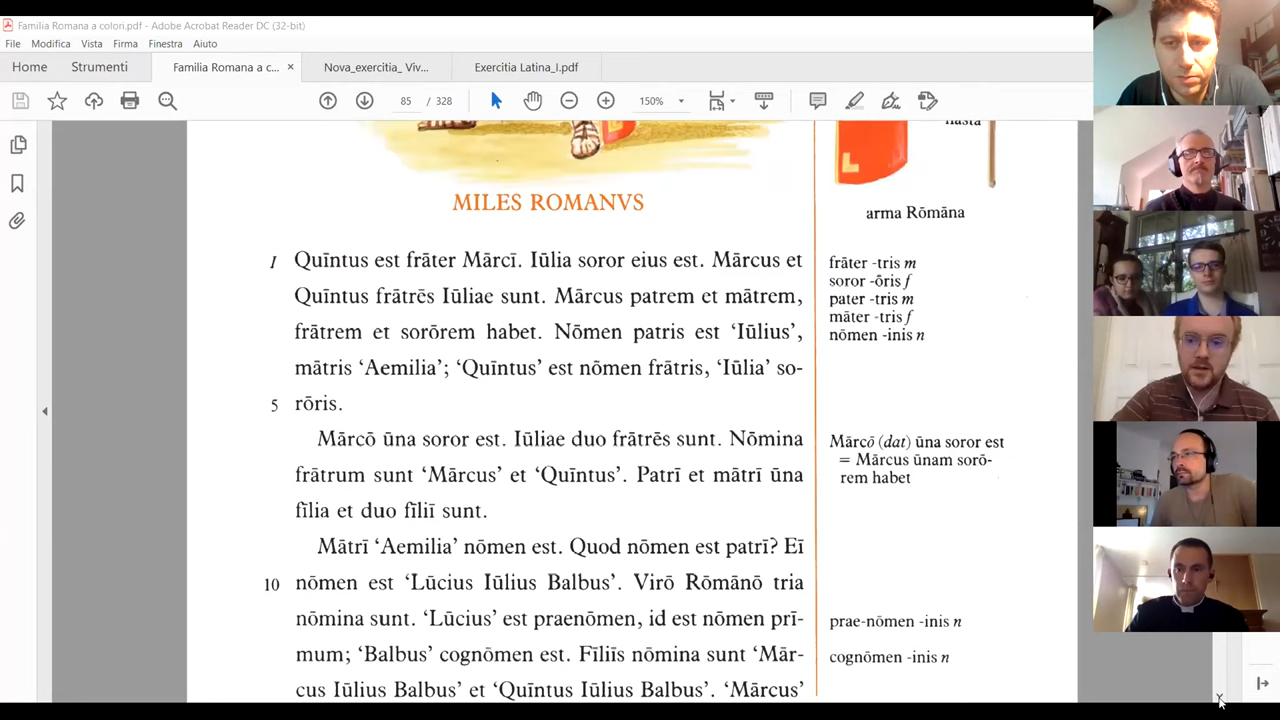 Familia Romana a colori.pdf - Adobe Acrobat Reader DC (32-bit)
File Modifica Vista Firma Finestra Aiuto
Home Strumenti Familia Romana a c... × Nova_exercitia_ Viv... Exercitia Latina_I.pdf
85 / 328 150%
hasta
MILES ROMANVS
arma Rōmāna
1 Quīntus est frāter Mārcī. Iūlia soror eius est. Mārcus et
Quīntus frātrēs Iūliae sunt. Mārcus patrem et mātrem,
frātrem et sorōrem habet. Nōmen patris est ‘Iūlius’,
mātris ‘Aemilia’; ‘Quīntus’ est nōmen frātris, ‘Iūlia’ so-
5 rōris.
frāter -tris m
soror -ōris f
pater -tris m
māter -tris f
nōmen -inis n
Mārcō ūna soror est. Iūliae duo frātrēs sunt. Nōmina
frātrum sunt ‘Mārcus’ et ‘Quīntus’. Patrī et mātrī ūna
fīlia et duo fīliī sunt.
Mārcō (dat) ūna soror est
= Mārcus ūnam sorō-
rem habet
Mātrī ‘Aemilia’ nōmen est. Quod nōmen est patrī? Eī
10 nōmen est ‘Lūcius Iūlius Balbus’. Virō Rōmānō tria
nōmina sunt. ‘Lūcius’ est praenōmen, id est nōmen prī-
mum; ‘Balbus’ cognōmen est. Fīliīs nōmina sunt ‘Mār-
cus Iūlius Balbus’ et ‘Quīntus Iūlius Balbus’. ‘Mārcus’
prae-nōmen -inis n
cognōmen -inis n